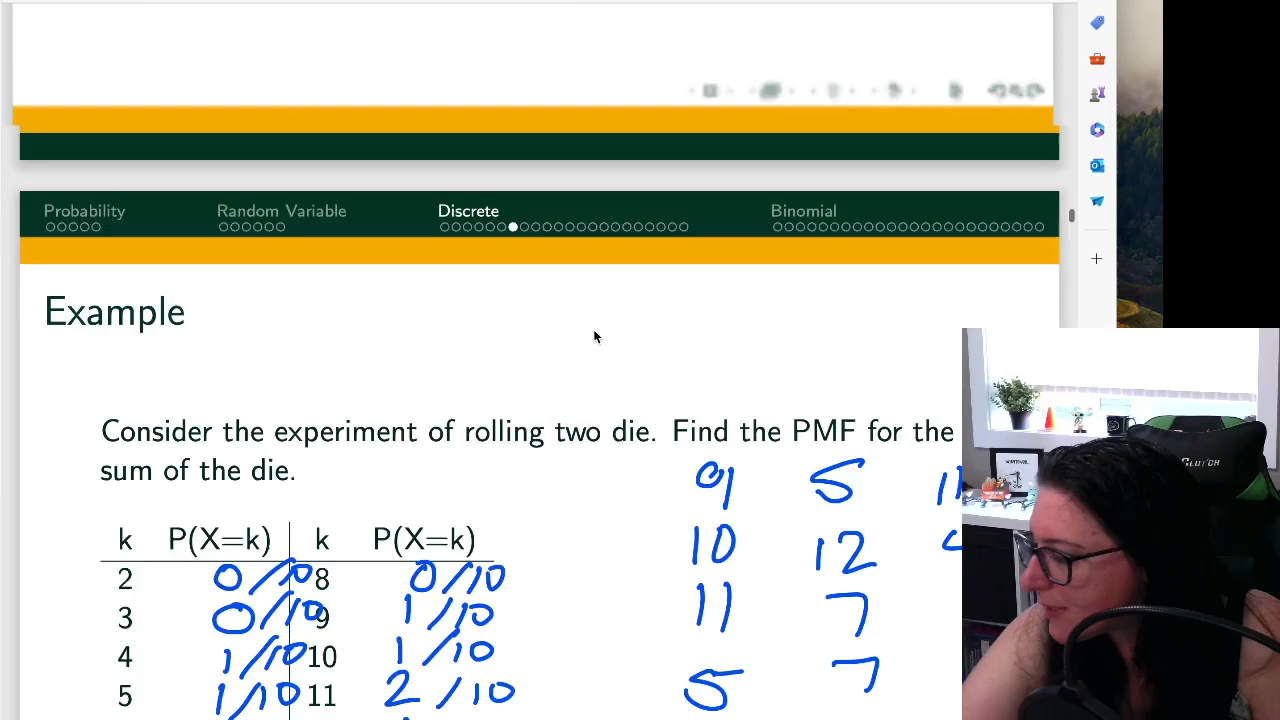 Probability Random Variable Discrete Binomial
Example
Consider the experiment of rolling two die. Find the PMF for the
sum of the die.
k P(X=k) k P(X=k)
2 0/10 8 0/10
3 0/10 9 1/10
4 1/10 10 1/10
5 1/10 11 2/10
9 5 11
10 12
11 7
5 7